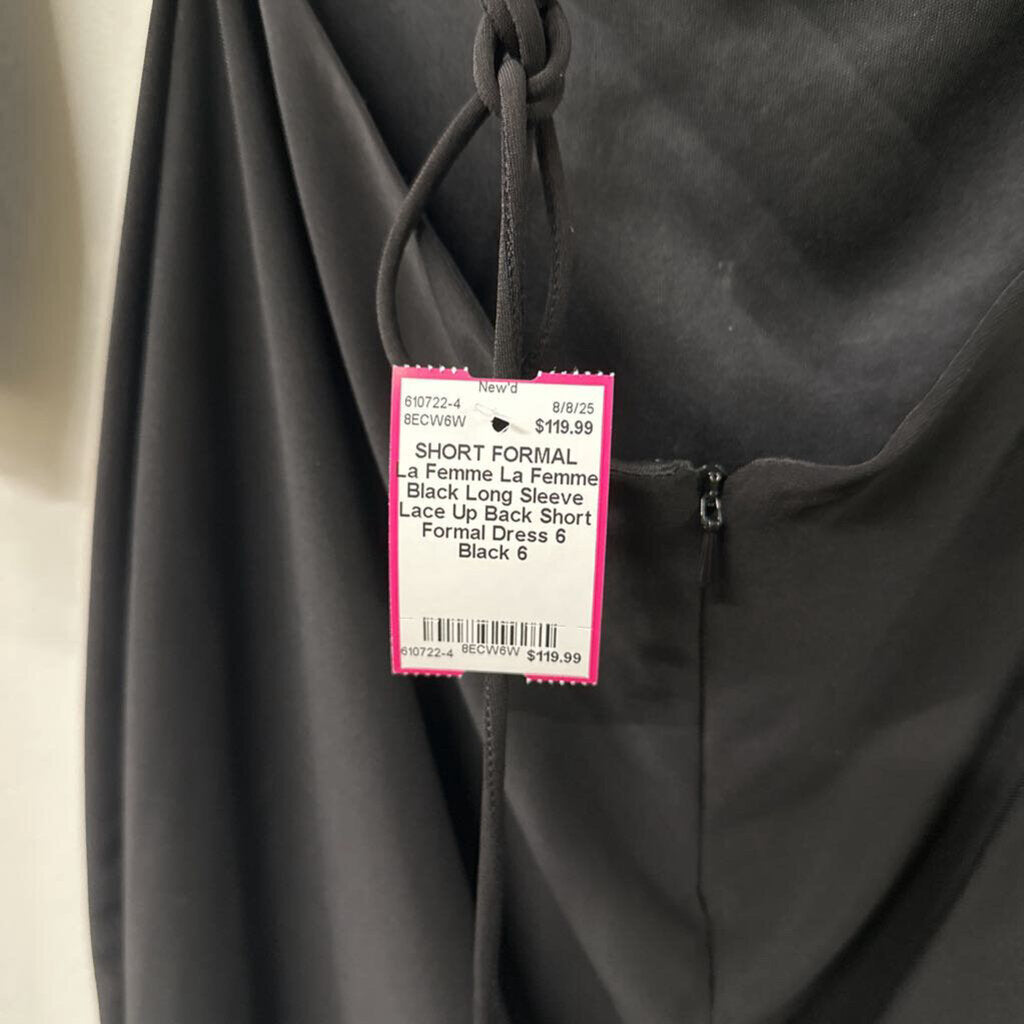 New'd
610722-4 8/8/25
8ECW6W $119.99
SHORT FORMAL
La Femme La Femme
Black Long Sleeve
Lace Up Back Short
Formal Dress 6
Black 6
610722-4 8ECW6W $119.99